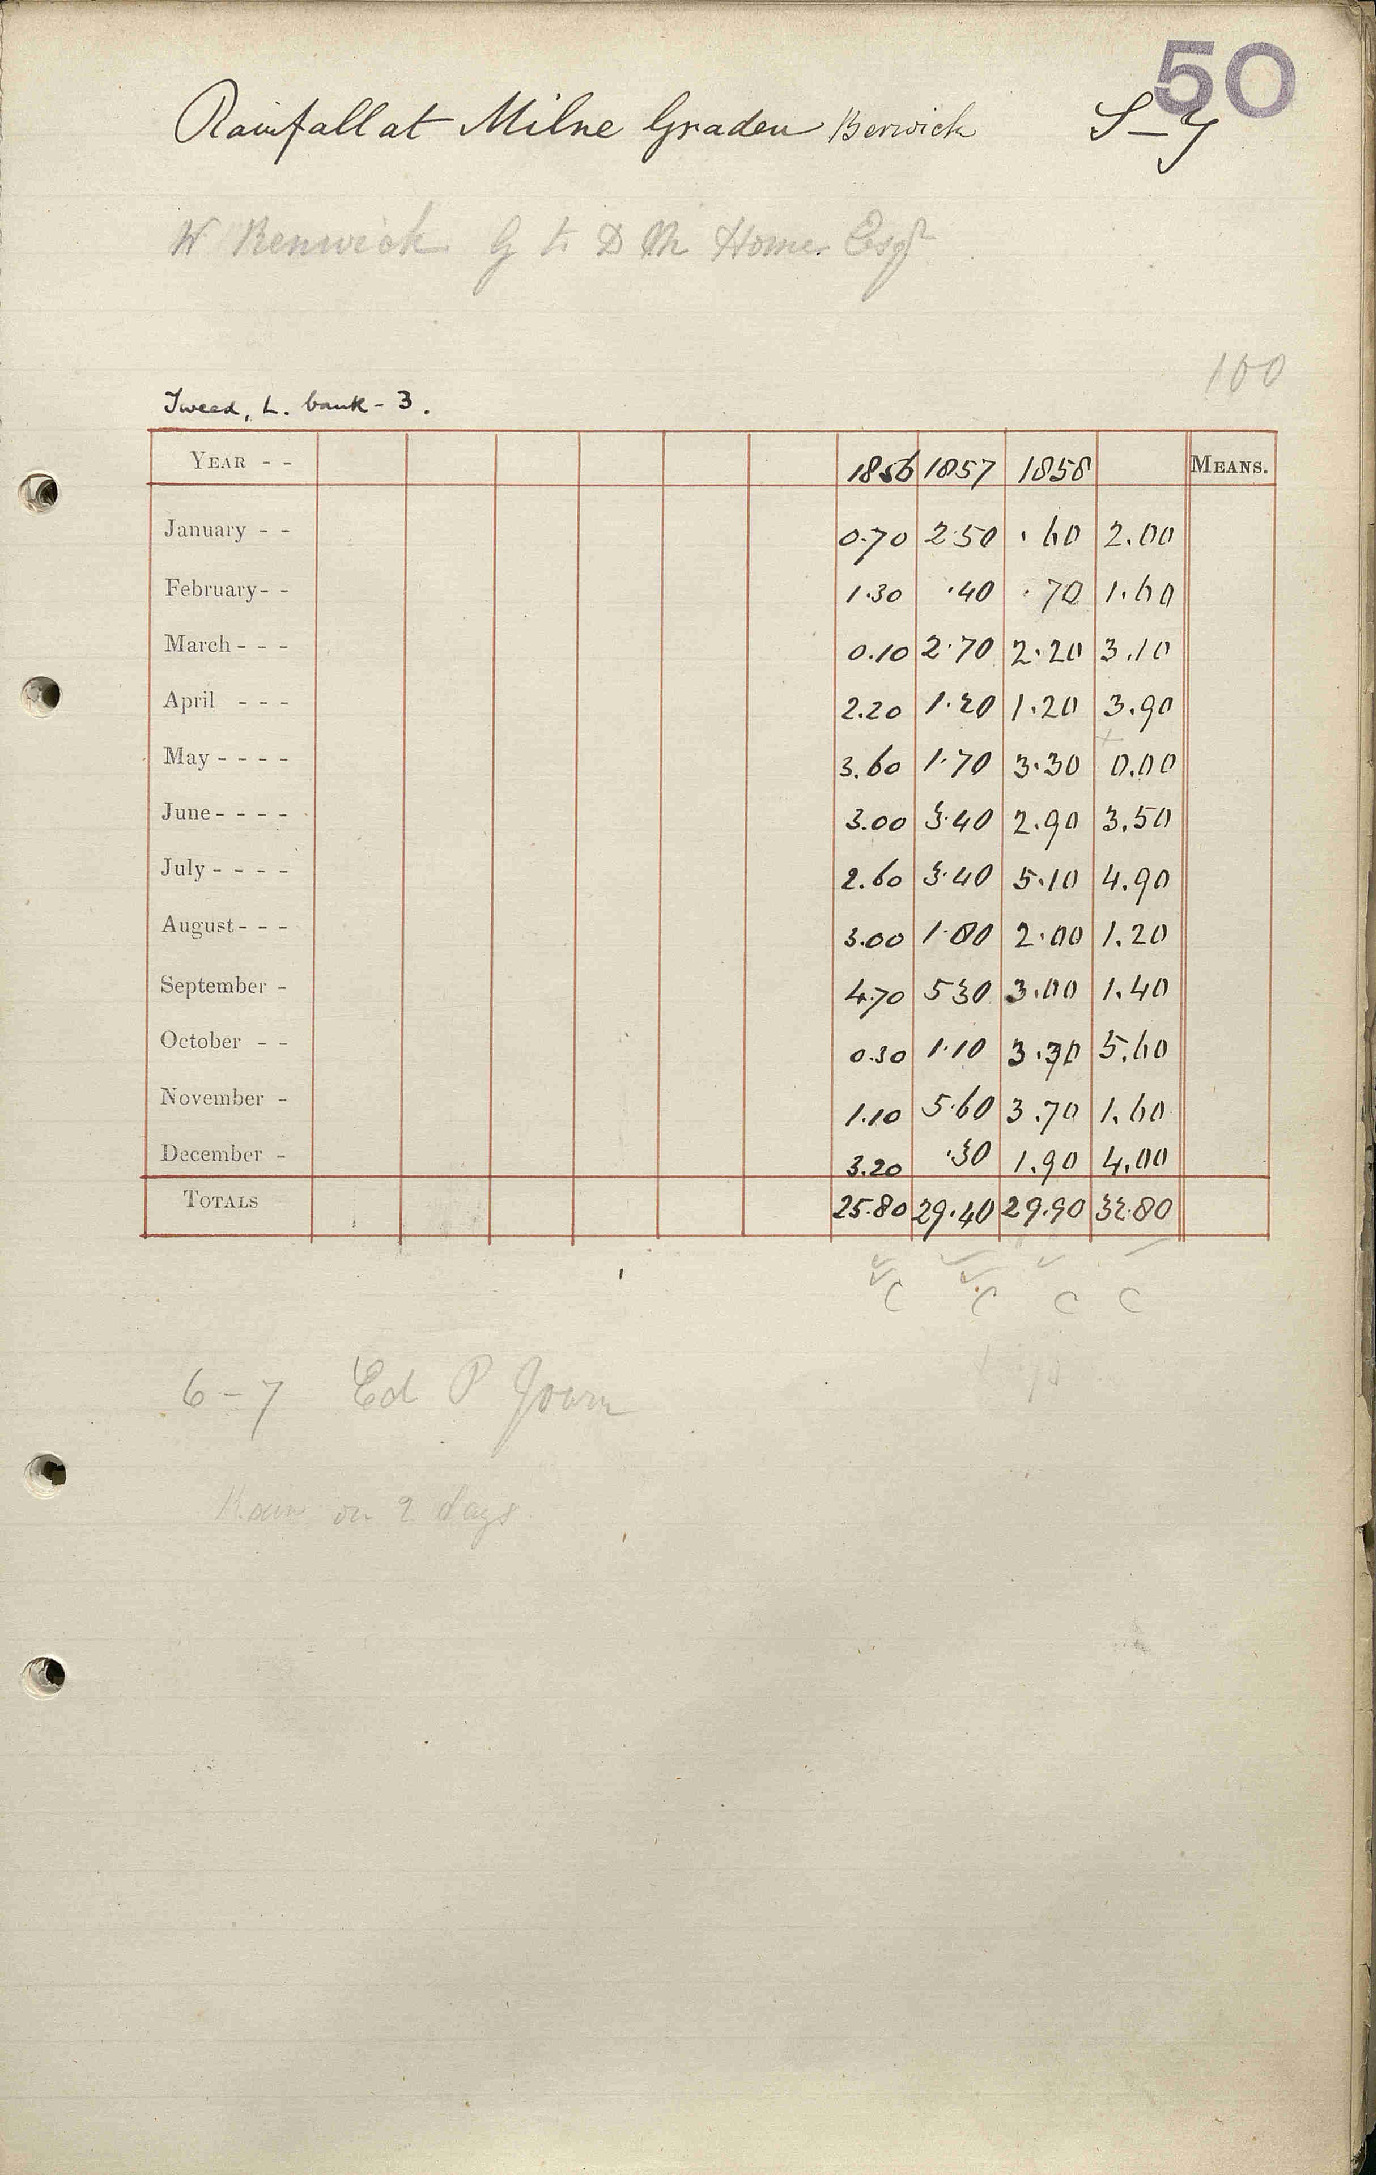 50
Rainfall at Milne Graden Berwick S-y
W Renwick G to D M Home Esqr
100
Tweed, L. bank - 3.
YEAR - - 1856 1857 1858 MEANS.
January - - 0.70 2.50 .60 2.00
February - - 1.30 .40 .70 1.60
March - - - 0.10 2.70 2.20 3.10
April - - - 2.20 1.20 1.20 3.90
May - - - - 3.60 1.70 3.30 0.00
June - - - - 3.00 3.40 2.90 3.50
July - - - - 2.60 3.40 5.10 4.90
August - - - 3.00 1.80 2.00 1.20
September - 4.70 5.30 3.00 1.40
October - - 0.30 1.10 3.30 5.60
November - 1.10 5.60 3.70 1.60
December - 3.20 .30 1.90 4.00
TOTALS 25.80 29.40 29.90 32.80
C C C C
6-7 Ed P Journ
Rain on 2 days